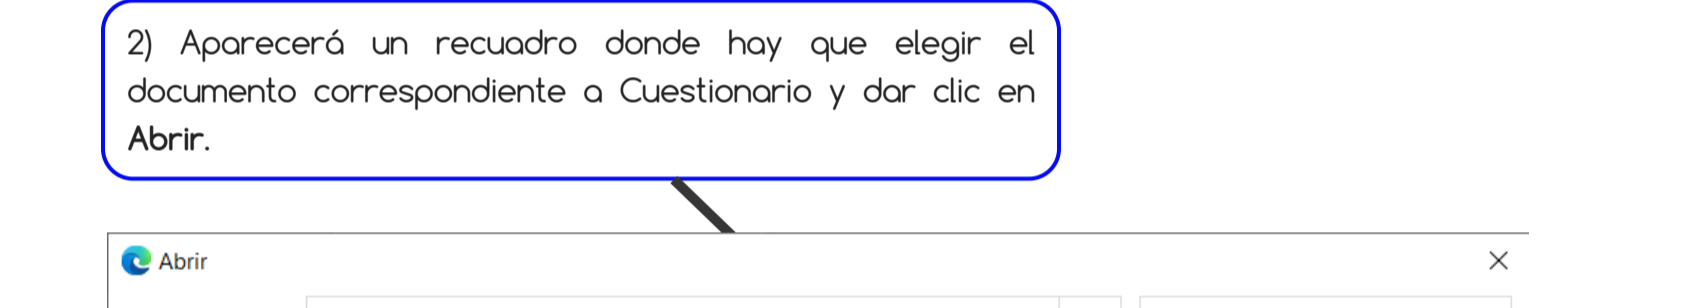 2) Aparecerá un recuadro donde hay que elegir el
documento correspondiente a Cuestionario y dar clic en
Abrir.
Abrir